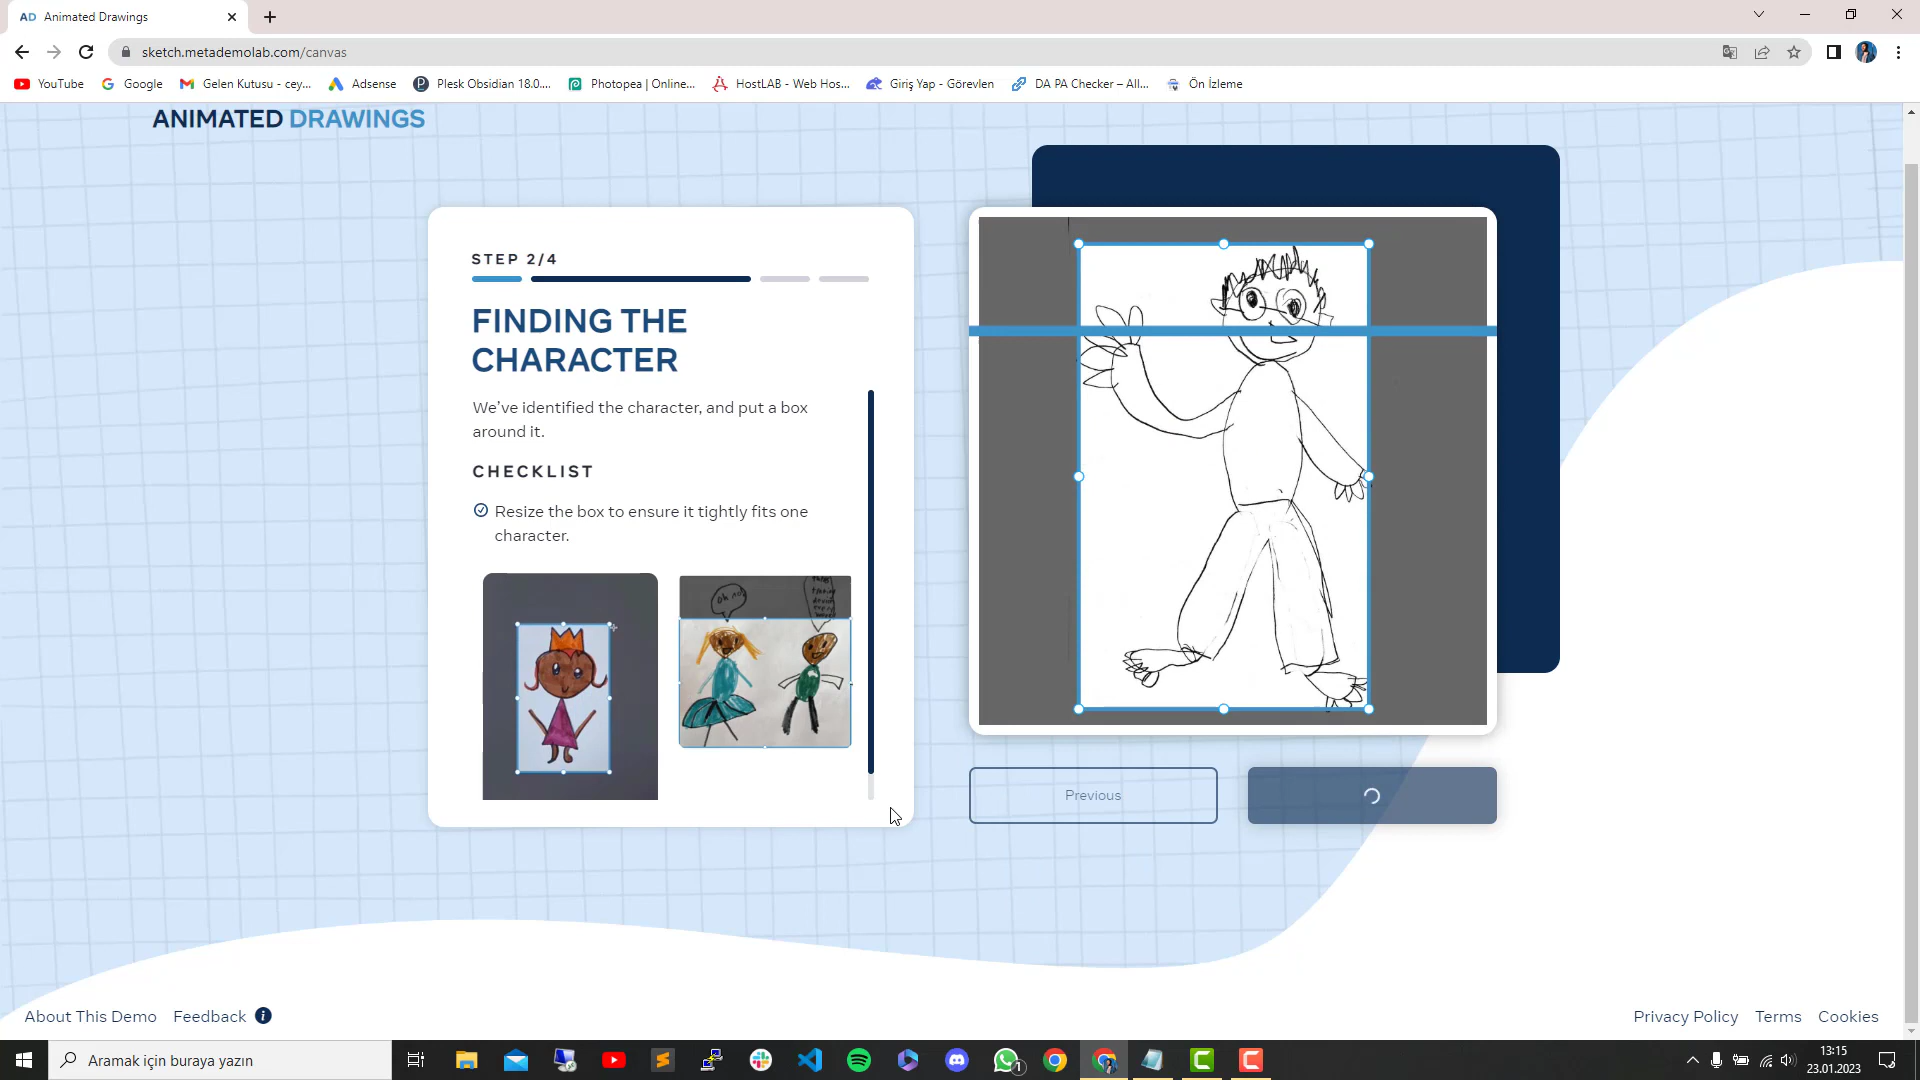 AD Animated Drawings
sketch.metademolab.com/canvas
YouTube
Google
Gelen Kutusu - cey...
Adsense
Plesk Obsidian 18.0....
Photopea | Online...
HostLAB - Web Hos...
Giriş Yap - Görevlen
DA PA Checker – All...
Ön İzleme
ANIMATED DRAWINGS
STEP 2/4
FINDING THE
CHARACTER
We’ve identified the character, and put a box
around it.
CHECKLIST
Resize the box to ensure it tightly fits one
character.
oh no!
Previous
About This Demo
Feedback
Privacy Policy
Terms
Cookies
Aramak için buraya yazın
1
13:15
23.01.2023